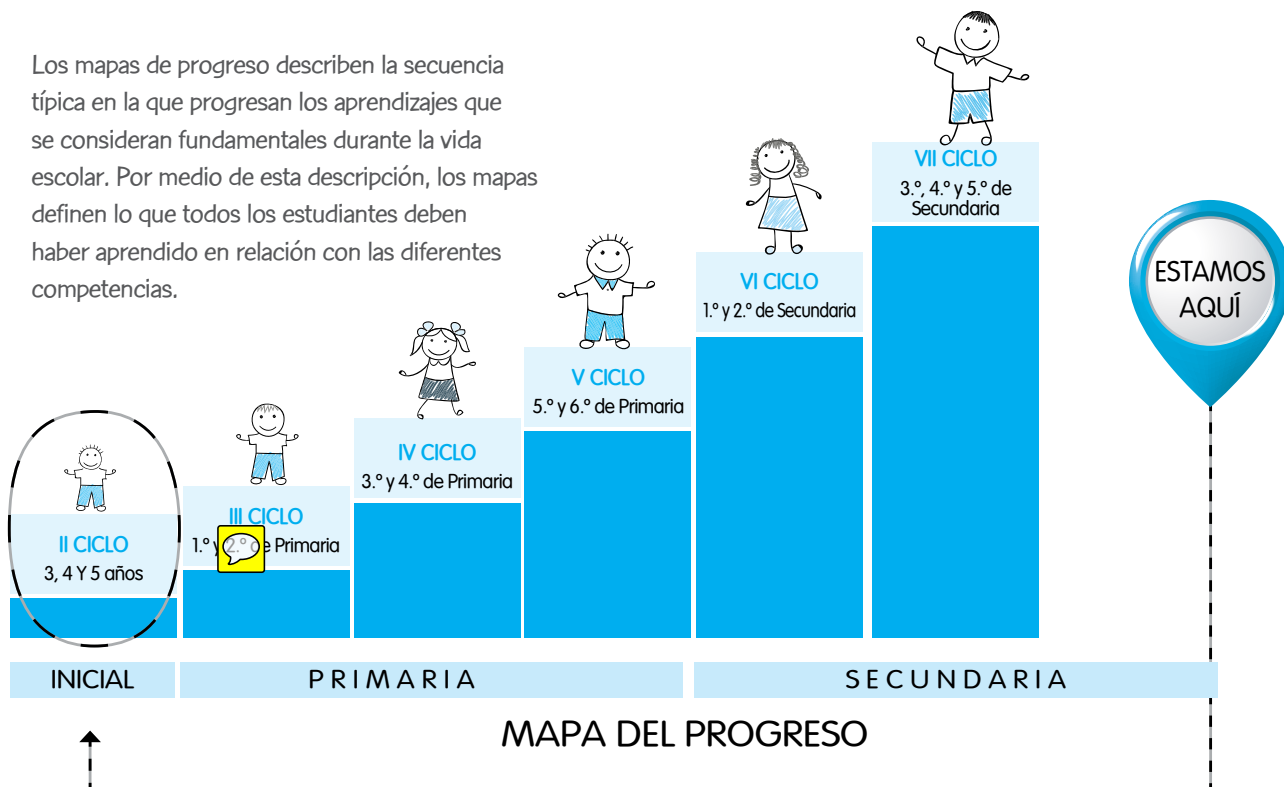 Los mapas de progreso describen la secuencia
típica en la que progresan los aprendizajes que
se consideran fundamentales durante la vida
escolar. Por medio de esta descripción, los mapas
definen lo que todos los estudiantes deben
haber aprendido en relación con las diferentes
competencias.
VII CICLO
3.º, 4.º y 5.º de
Secundaria
ESTAMOS
AQUÍ
VI CICLO
1.º y 2.º de Secundaria
V CICLO
5.º y 6.º de Primaria
IV CICLO
3.º y 4.º de Primaria
III CICLO
1.º y 2.º de Primaria
II CICLO
3, 4 Y 5 años
INICIAL
PRIMARIA
SECUNDARIA
MAPA DEL PROGRESO